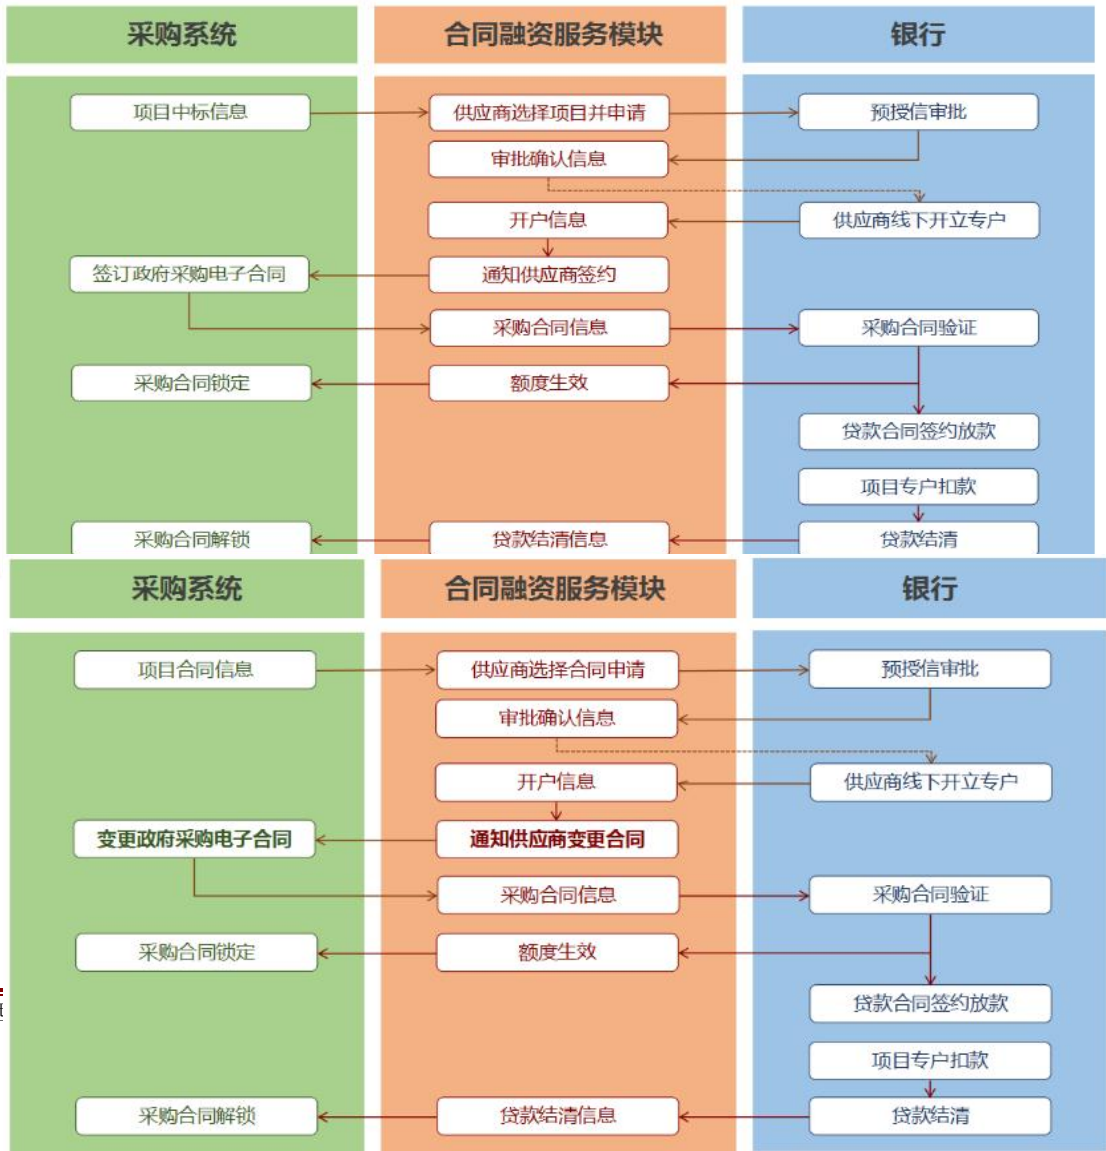 采购系统 合同融资服务模块 银行
项目中标信息 供应商选择项目并申请 预授信审批
审批确认信息
开户信息 供应商线下开立专户
签订政府采购电子合同 通知供应商签约
采购合同信息 采购合同验证
采购合同锁定 额度生效
贷款合同签约放款
项目专户扣款
采购合同解锁 贷款结清信息 贷款结清
采购系统 合同融资服务模块 银行
项目合同信息 供应商选择合同申请 预授信审批
审批确认信息
开户信息 供应商线下开立专户
变更政府采购电子合同 通知供应商变更合同
采购合同信息 采购合同验证
采购合同锁定 额度生效
贷款合同签约放款
项目专户扣款
采购合同解锁 贷款结清信息 贷款结清